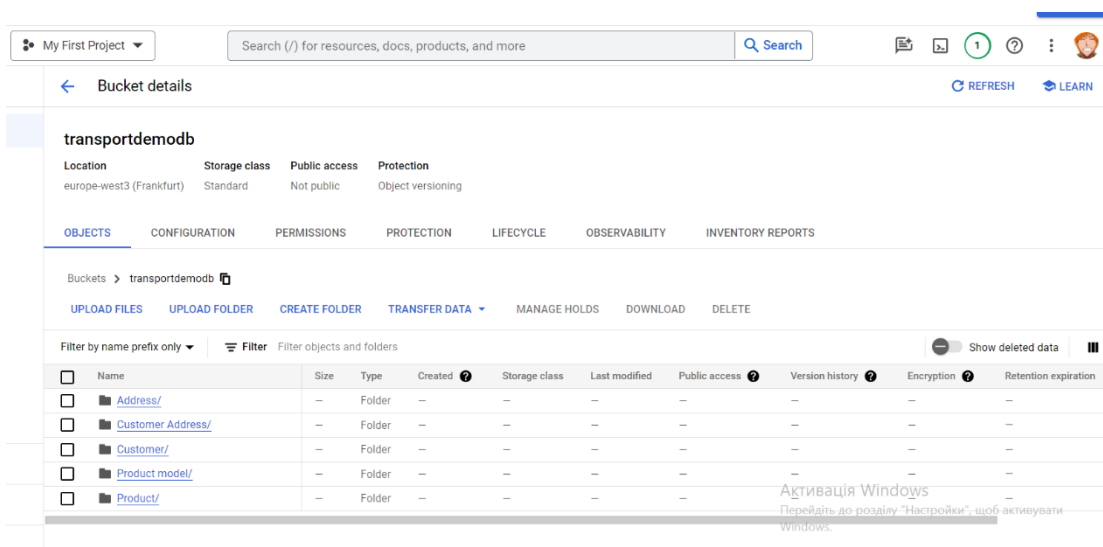 My First Project Search (/) for resources, docs, products, and more Search 1
Bucket details REFRESH LEARN
transportdemodb
Location Storage class Public access Protection
europe-west3 (Frankfurt) Standard Not public Object versioning
OBJECTS CONFIGURATION PERMISSIONS PROTECTION LIFECYCLE OBSERVABILITY INVENTORY REPORTS
Buckets > transportdemodb
UPLOAD FILES UPLOAD FOLDER CREATE FOLDER TRANSFER DATA MANAGE HOLDS DOWNLOAD DELETE
Filter by name prefix only Filter Filter objects and folders Show deleted data
Name Size Type Created Storage class Last modified Public access Version history Encryption Retention expiration
Address/ — Folder — — — — — — —
Customer Address/ — Folder — — — — — — —
Customer/ — Folder — — — — — — —
Product model/ — Folder — — — — — — —
Product/ — Folder — — — — — — —
Активація Windows
Перейдіть до розділу "Настройки", щоб активувати
Windows.